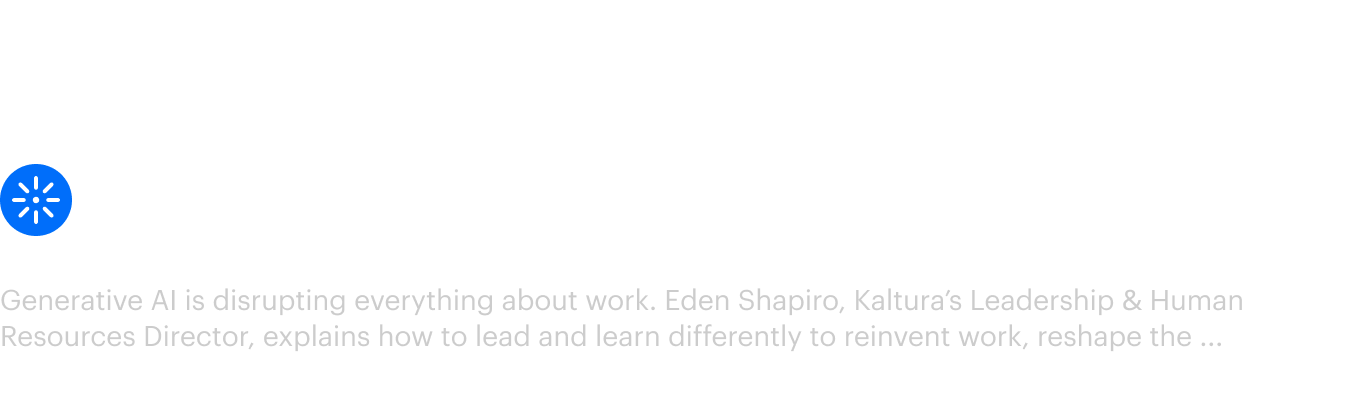 Generative AI is disrupting everything about work. Eden Shapiro, Kaltura’s Leadership & Human
Resources Director, explains how to lead and learn differently to reinvent work, reshape the ...